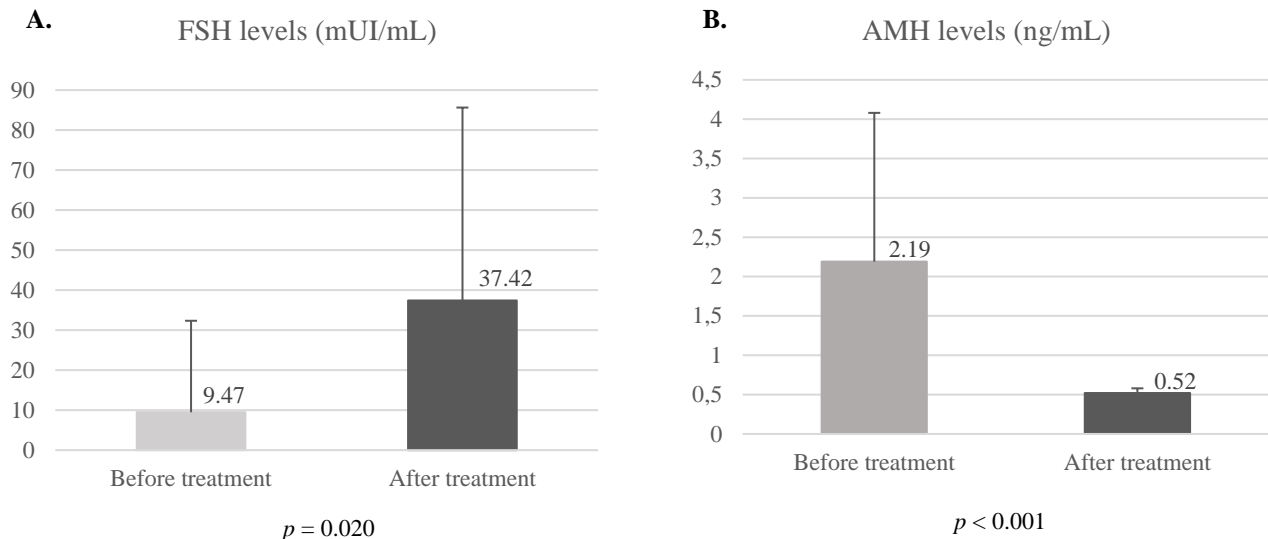 A.
FSH levels (mUI/mL)
90
80
70
60
50
40
30
20
10
0
9.47
37.42
Before treatment
After treatment
p = 0.020
B.
AMH levels (ng/mL)
4,5
4
3,5
3
2,5
2
1,5
1
0,5
0
2.19
0.52
Before treatment
After treatment
p < 0.001